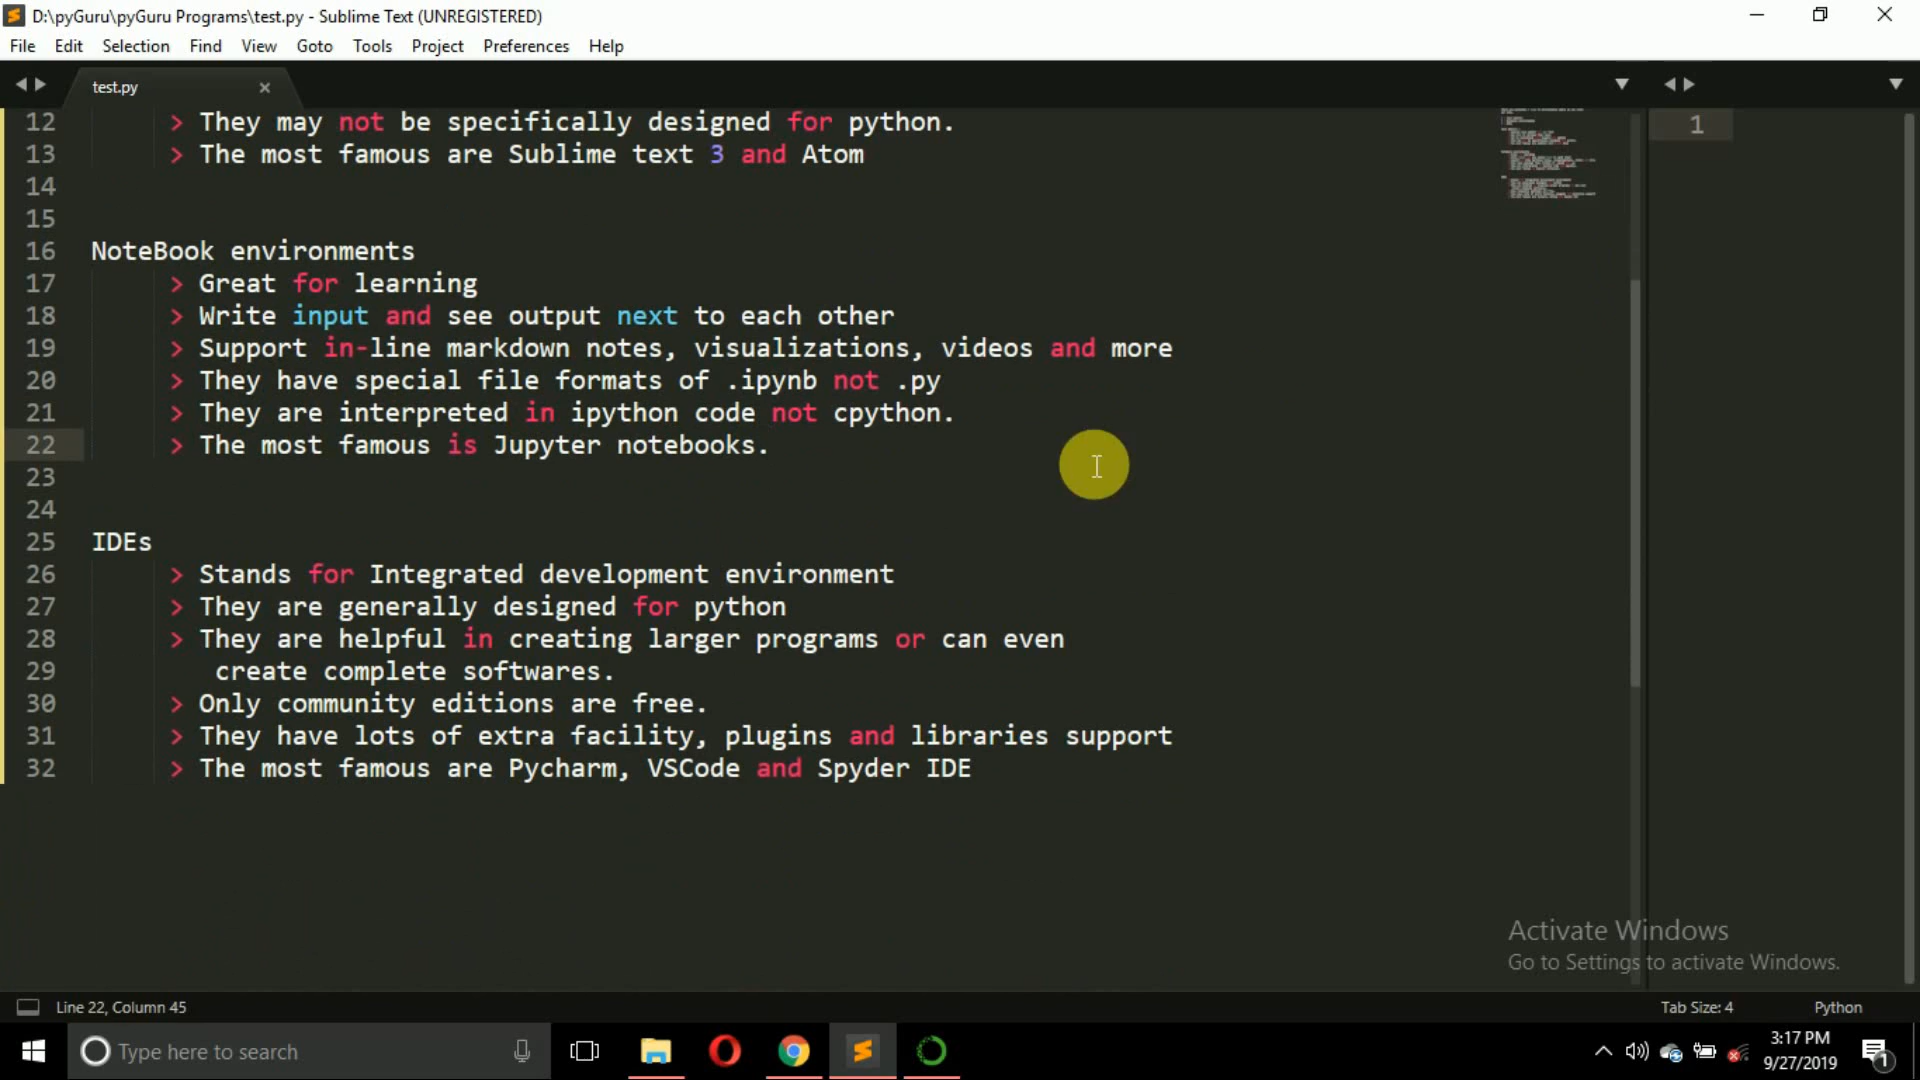 D:\pyGuru\pyGuru Programs\test.py - Sublime Text (UNREGISTERED)
File Edit Selection Find View Goto Tools Project Preferences Help
test.py
12 > They may not be specifically designed for python.
1
13 > The most famous are Sublime text 3 and Atom
14
15
16 NoteBook environments
17 > Great for learning
18 > Write input and see output next to each other
19 > Support in-line markdown notes, visualizations, videos and more
20 > They have special file formats of .ipynb not .py
21 > They are interpreted in ipython code not cpython.
22 > The most famous is Jupyter notebooks.
23
24
25 IDEs
26 > Stands for Integrated development environment
27 > They are generally designed for python
28 > They are helpful in creating larger programs or can even
29 create complete softwares.
30 > Only community editions are free.
31 > They have lots of extra facility, plugins and libraries support
32 > The most famous are Pycharm, VSCode and Spyder IDE
Activate Windows
Go to Settings to activate Windows.
Line 22, Column 45 Tab Size: 4 Python
Type here to search
3:17 PM
9/27/2019
1